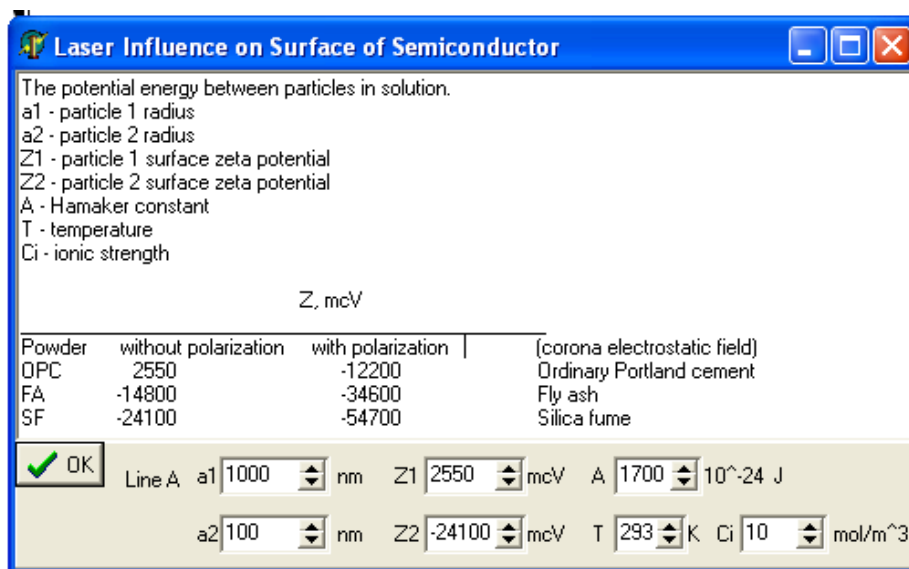 Laser Influence on Surface of Semiconductor
The potential energy between particles in solution.
a1 - particle 1 radius
a2 - particle 2 radius
Z1 - particle 1 surface zeta potential
Z2 - particle 2 surface zeta potential
A - Hamaker constant
T - temperature
Ci - ionic strength
Z, mcV
Powder without polarization with polarization (corona electrostatic field)
OPC 2550 -12200 Ordinary Portland cement
FA -14800 -34600 Fly ash
SF -24100 -54700 Silica fume
OK Line A a1 1000 nm Z1 2550 mcV A 1700 10^-24 J
a2 100 nm Z2 -24100 mcV T 293 K Ci 10 mol/m^3